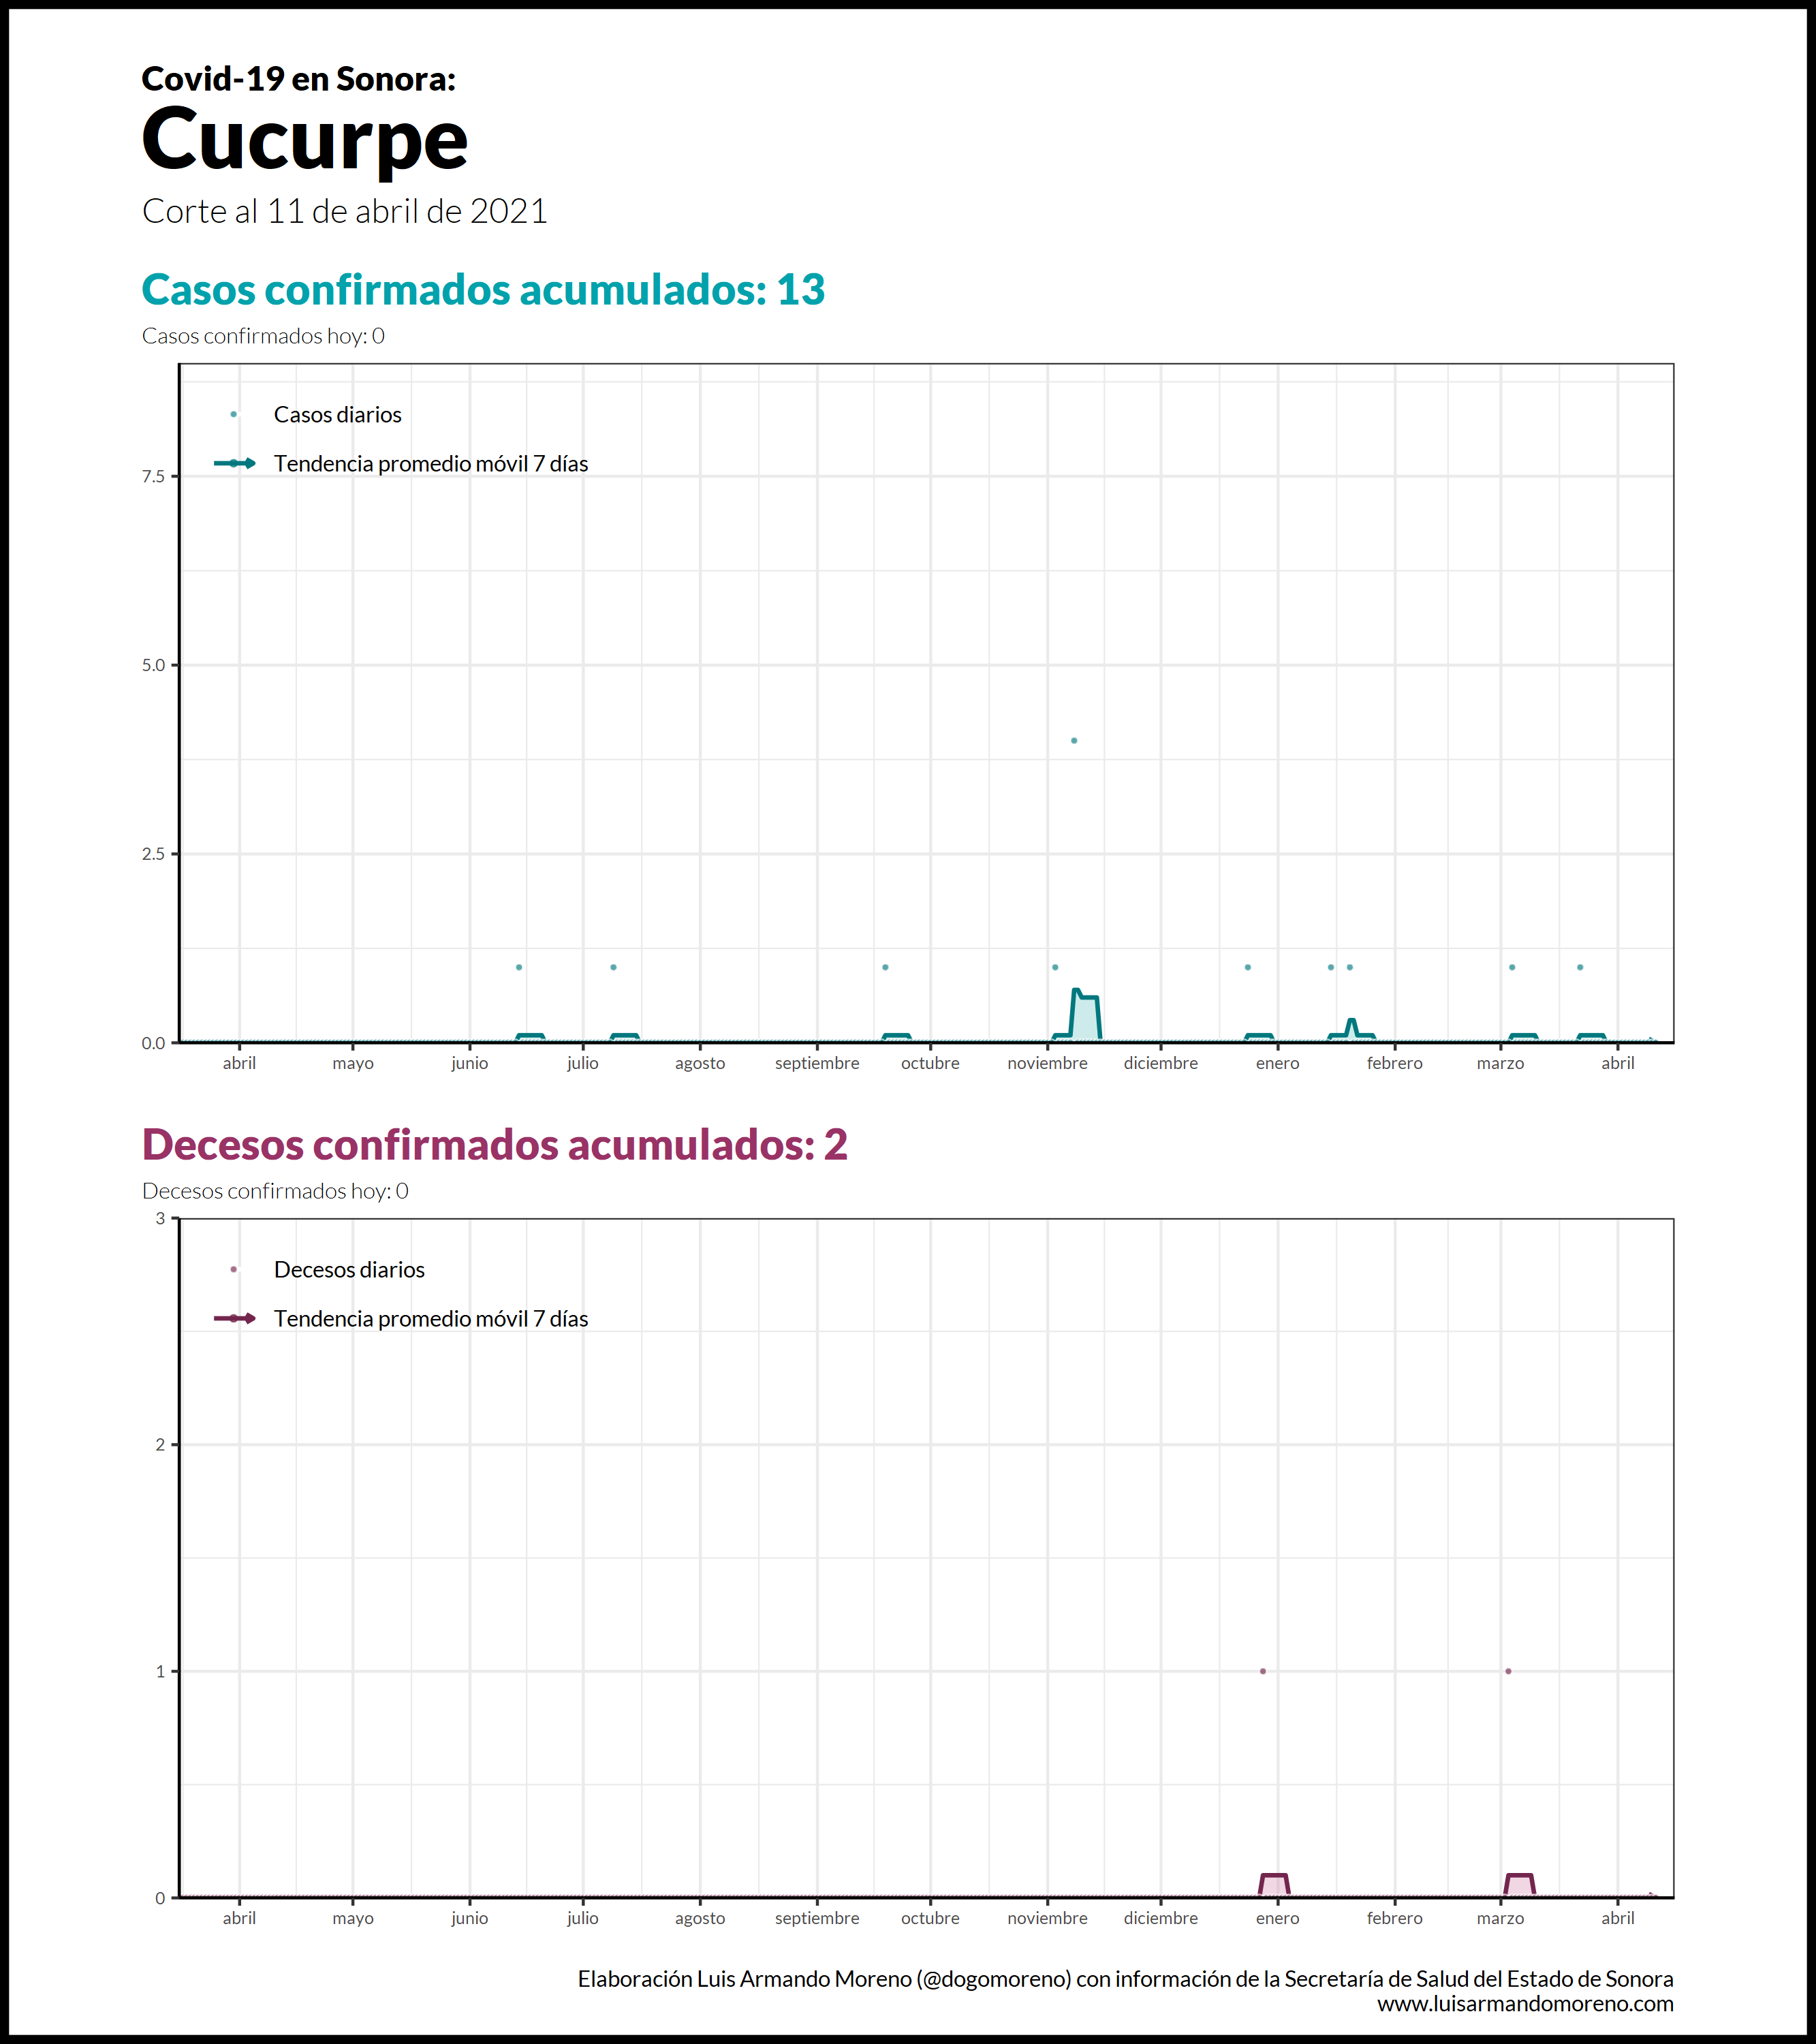 Covid-19 en Sonora:
Cucurpe
Corte al 11 de abril de 2021
Casos confirmados acumulados: 13
Casos confirmados hoy: 0
Casos diarios
Tendencia promedio móvil 7 días
7.5
5.0
2.5
0.0
abril mayo junio julio agosto septiembre octubre noviembre diciembre enero febrero marzo abril
Decesos confirmados acumulados: 2
Decesos confirmados hoy: 0
3
Decesos diarios
Tendencia promedio móvil 7 días
2
1
0
abril mayo junio julio agosto septiembre octubre noviembre diciembre enero febrero marzo abril
Elaboración Luis Armando Moreno (@dogomoreno) con información de la Secretaría de Salud del Estado de Sonora
www.luisarmandomoreno.com